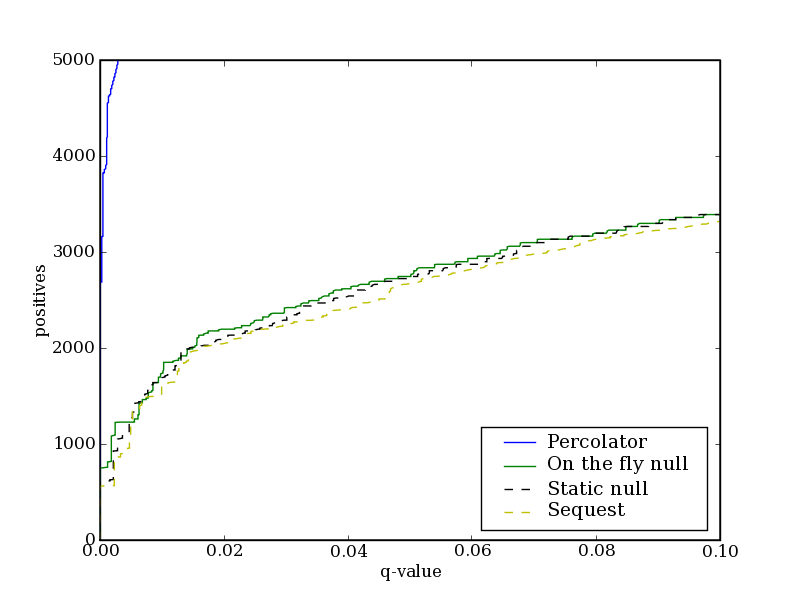 5000
4000
3000
2000
1000
0
positives
0.00 0.02 0.04 0.06 0.08 0.10
q-value
Percolator
On the fly null
Static null
Sequest